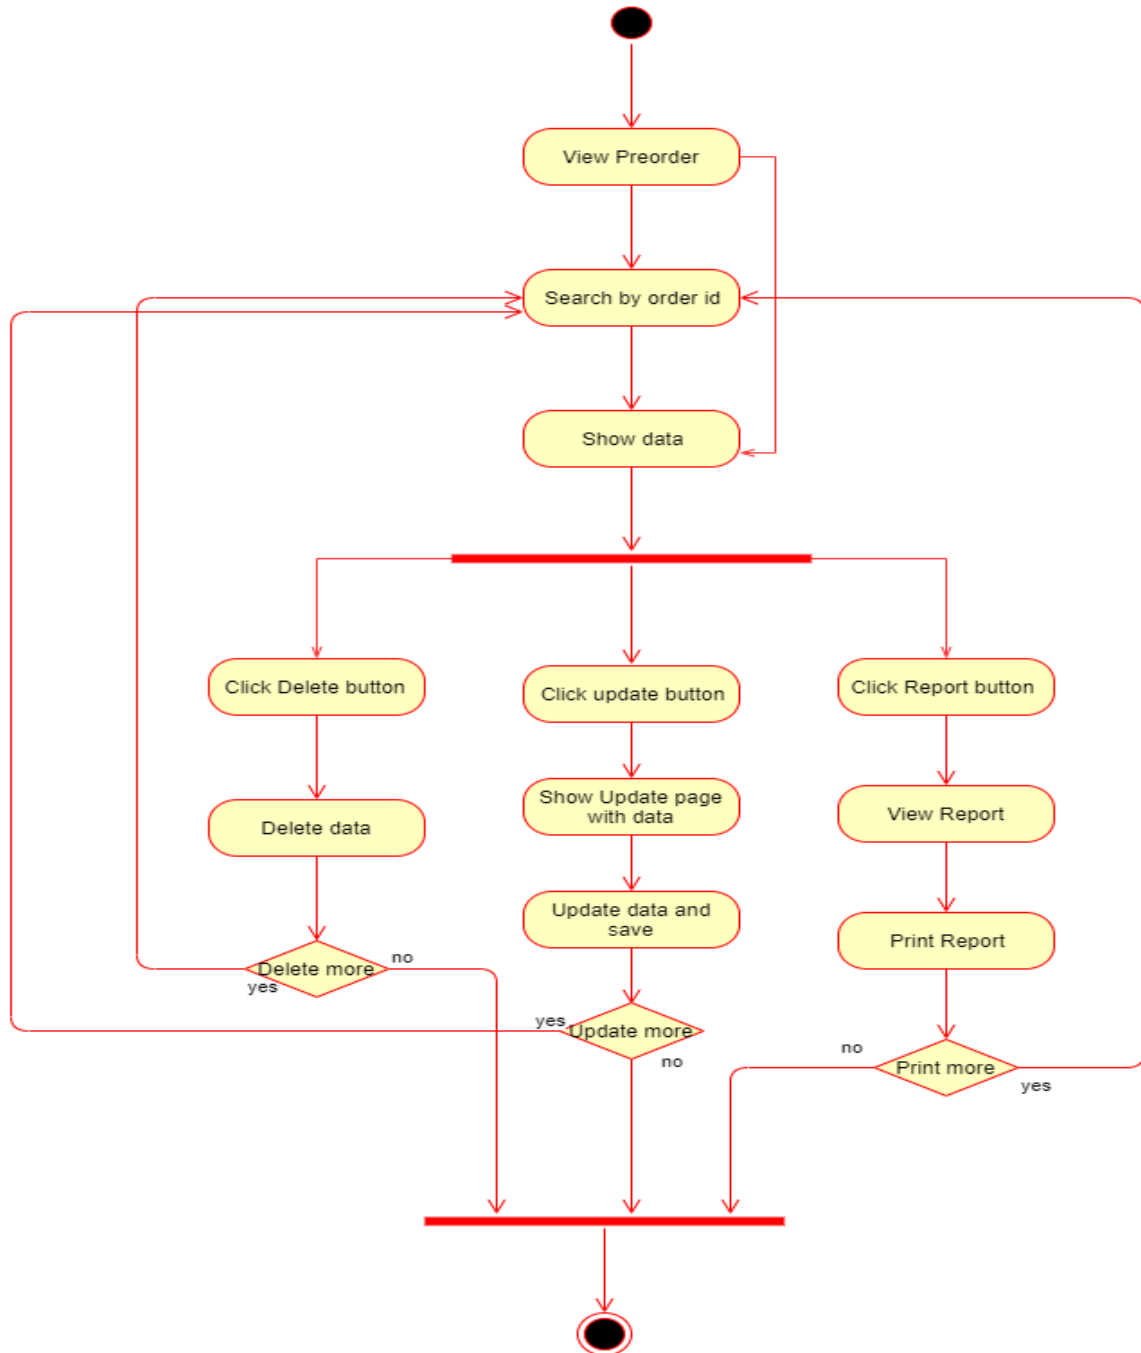 View Preorder
Search by order id
Show data
Click Delete button
Click update button
Click Report button
Show Update page
with data
View Report
Delete data
Update data and
save
Print Report
Delete more
no
yes
yes
Update more
no
no
Print more
yes